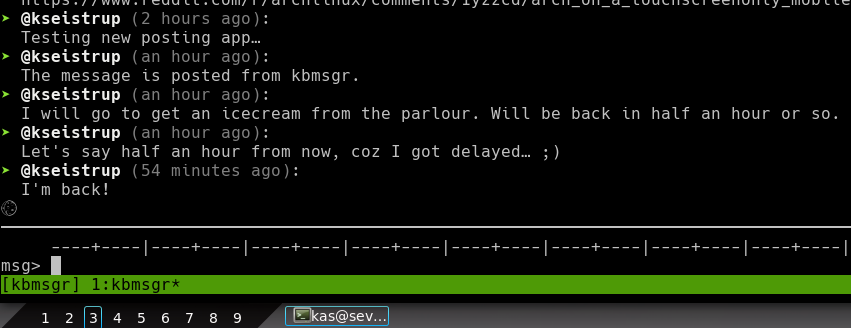 https://www.reddit.com/r/archlinux/comments/1yzzcd/arch_on_a_touchscreenonly_mobile
➤ @kseistrup (2 hours ago):
Testing new posting app…
➤ @kseistrup (an hour ago):
The message is posted from kbmsgr.
➤ @kseistrup (an hour ago):
I will go to get an icecream from the parlour. Will be back in half an hour or so.
➤ @kseistrup (an hour ago):
Let's say half an hour from now, coz I got delayed… ;)
➤ @kseistrup (54 minutes ago):
I'm back!
----+----|----+----|----+----|----+----|----+----|----+----|----+----|----+----|
msg>
[kbmsgr] 1:kbmsgr*
1 2 3 4 5 6 7 8 9 kas@sev...